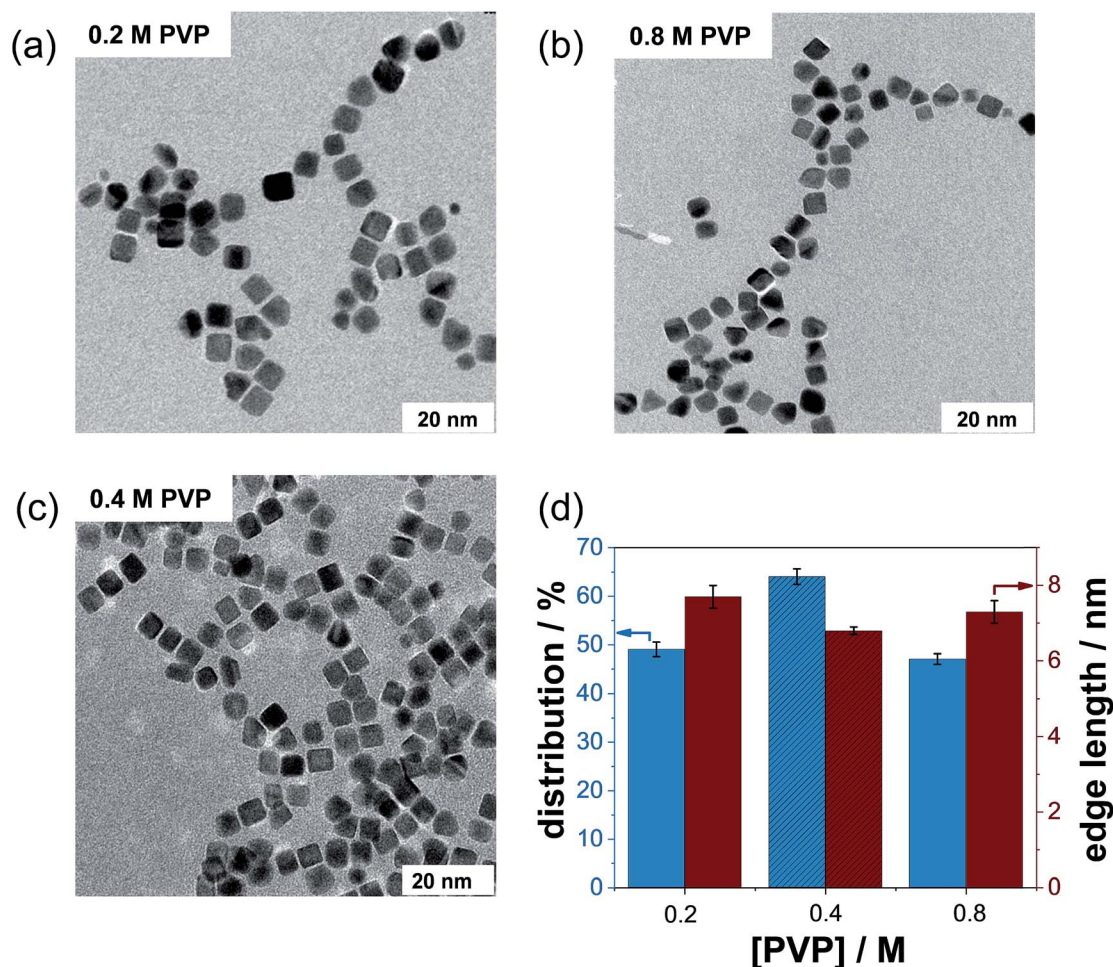 (a)
0.2 M PVP
20 nm
(b)
0.8 M PVP
20 nm
(c)
0.4 M PVP
20 nm
(d)
distribution / %
70
60
50
40
30
20
10
0
8
6
4
2
0
edge length / nm
0.2 0.4 0.8
[PVP] / M